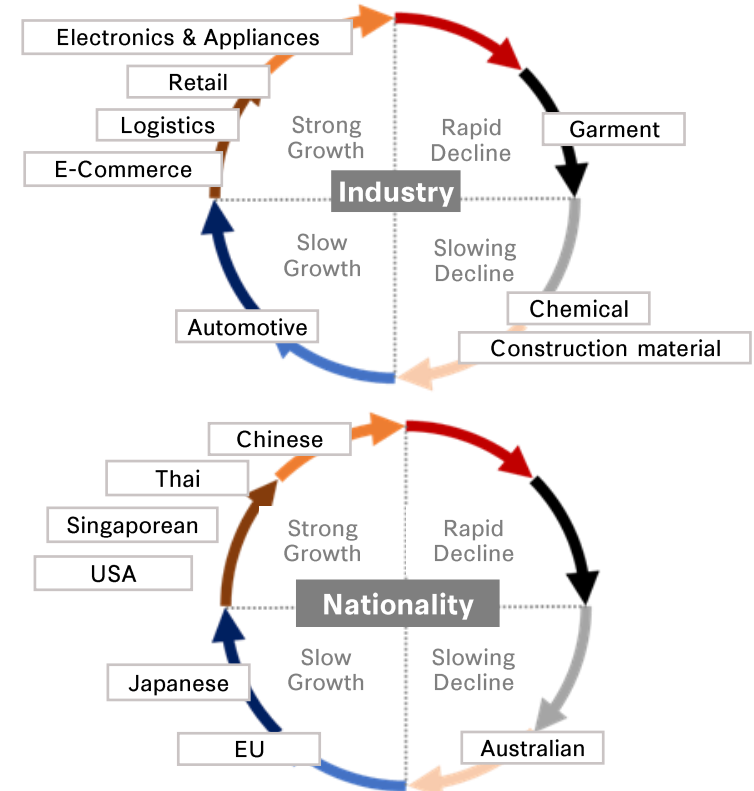 Electronics & Appliances
Retail
Logistics
E-Commerce
Strong
Growth
Rapid
Decline
Garment
Industry
Slow
Growth
Slowing
Decline
Automotive
Chemical
Construction material
Chinese
Thai
Singaporean
USA
Strong
Growth
Rapid
Decline
Nationality
Slow
Growth
Slowing
Decline
Japanese
EU
Australian